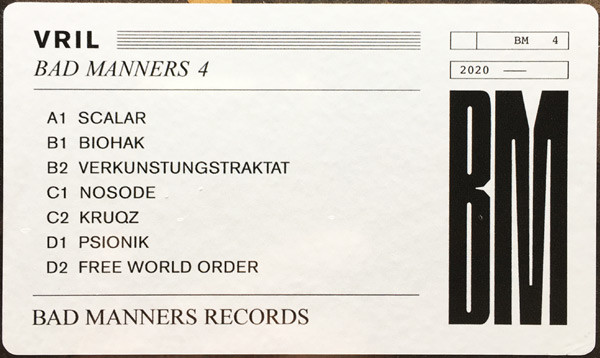 VRIL
BAD MANNERS 4
A1 SCALAR
B1 BIOHAK
B2 VERKUNSTUNGSTRAKTAT
C1 NOSODE
C2 KRUQZ
D1 PSIONIK
D2 FREE WORLD ORDER
BAD MANNERS RECORDS
BM 4
2020 —
BM